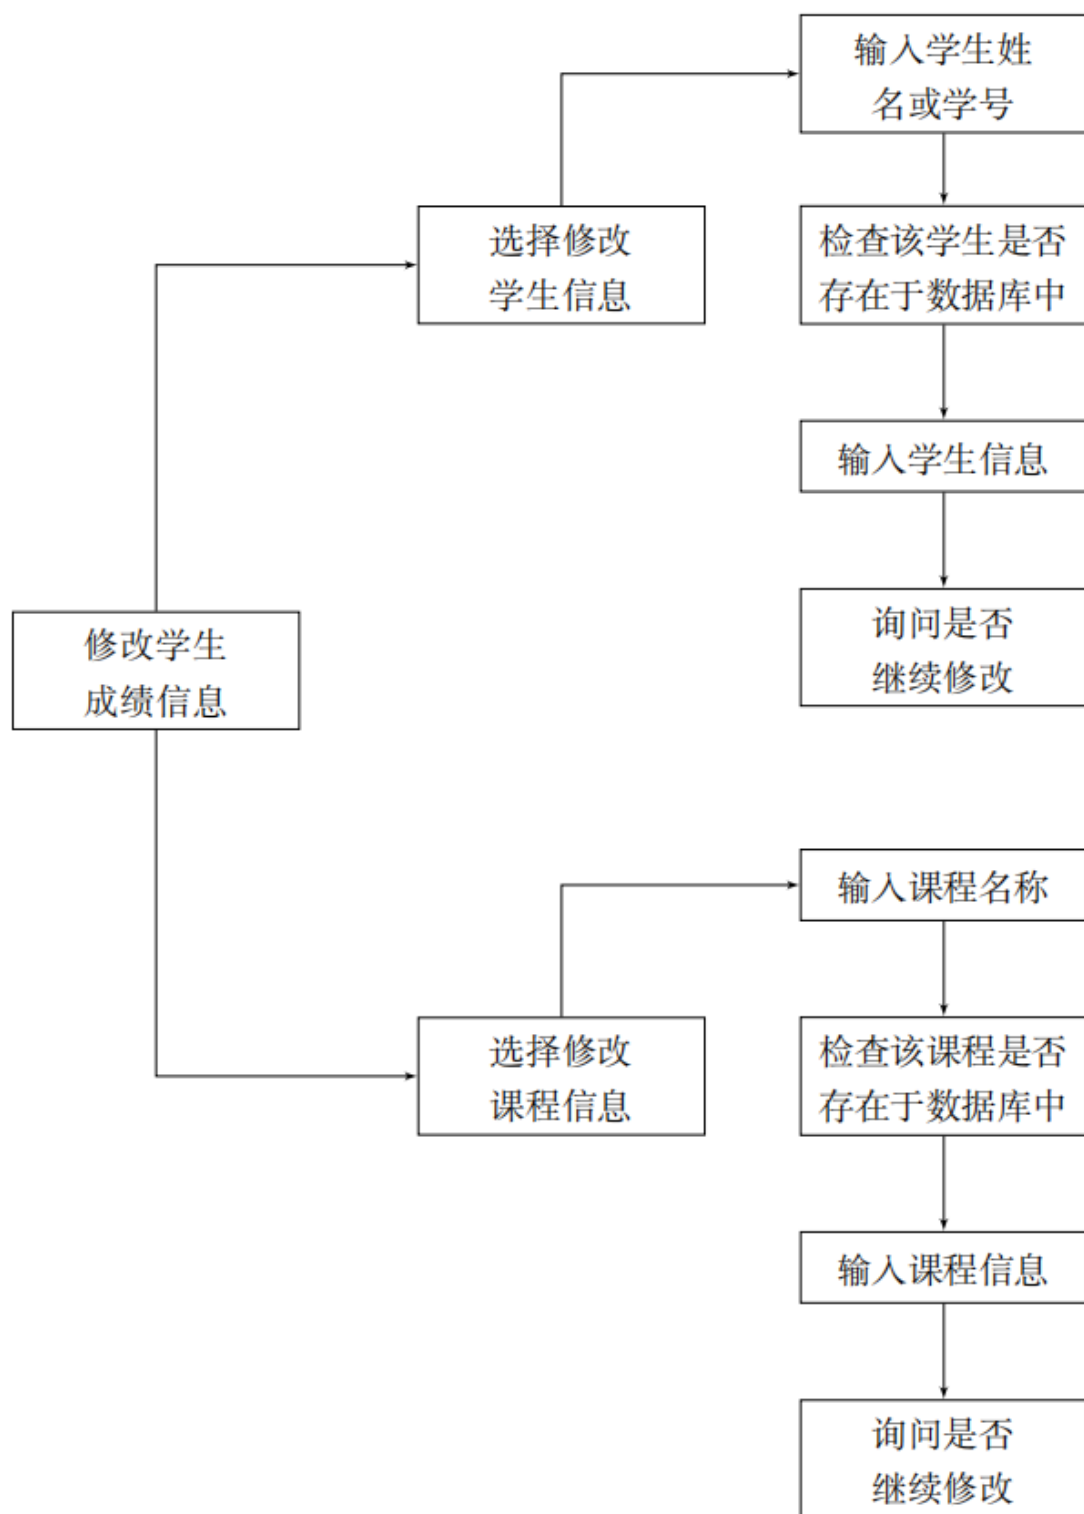 输入学生姓
名或学号
选择修改
学生信息
检查该学生是否
存在于数据库中
输入学生信息
询问是否
继续修改
修改学生
成绩信息
输入课程名称
选择修改
课程信息
检查该课程是否
存在于数据库中
输入课程信息
询问是否
继续修改